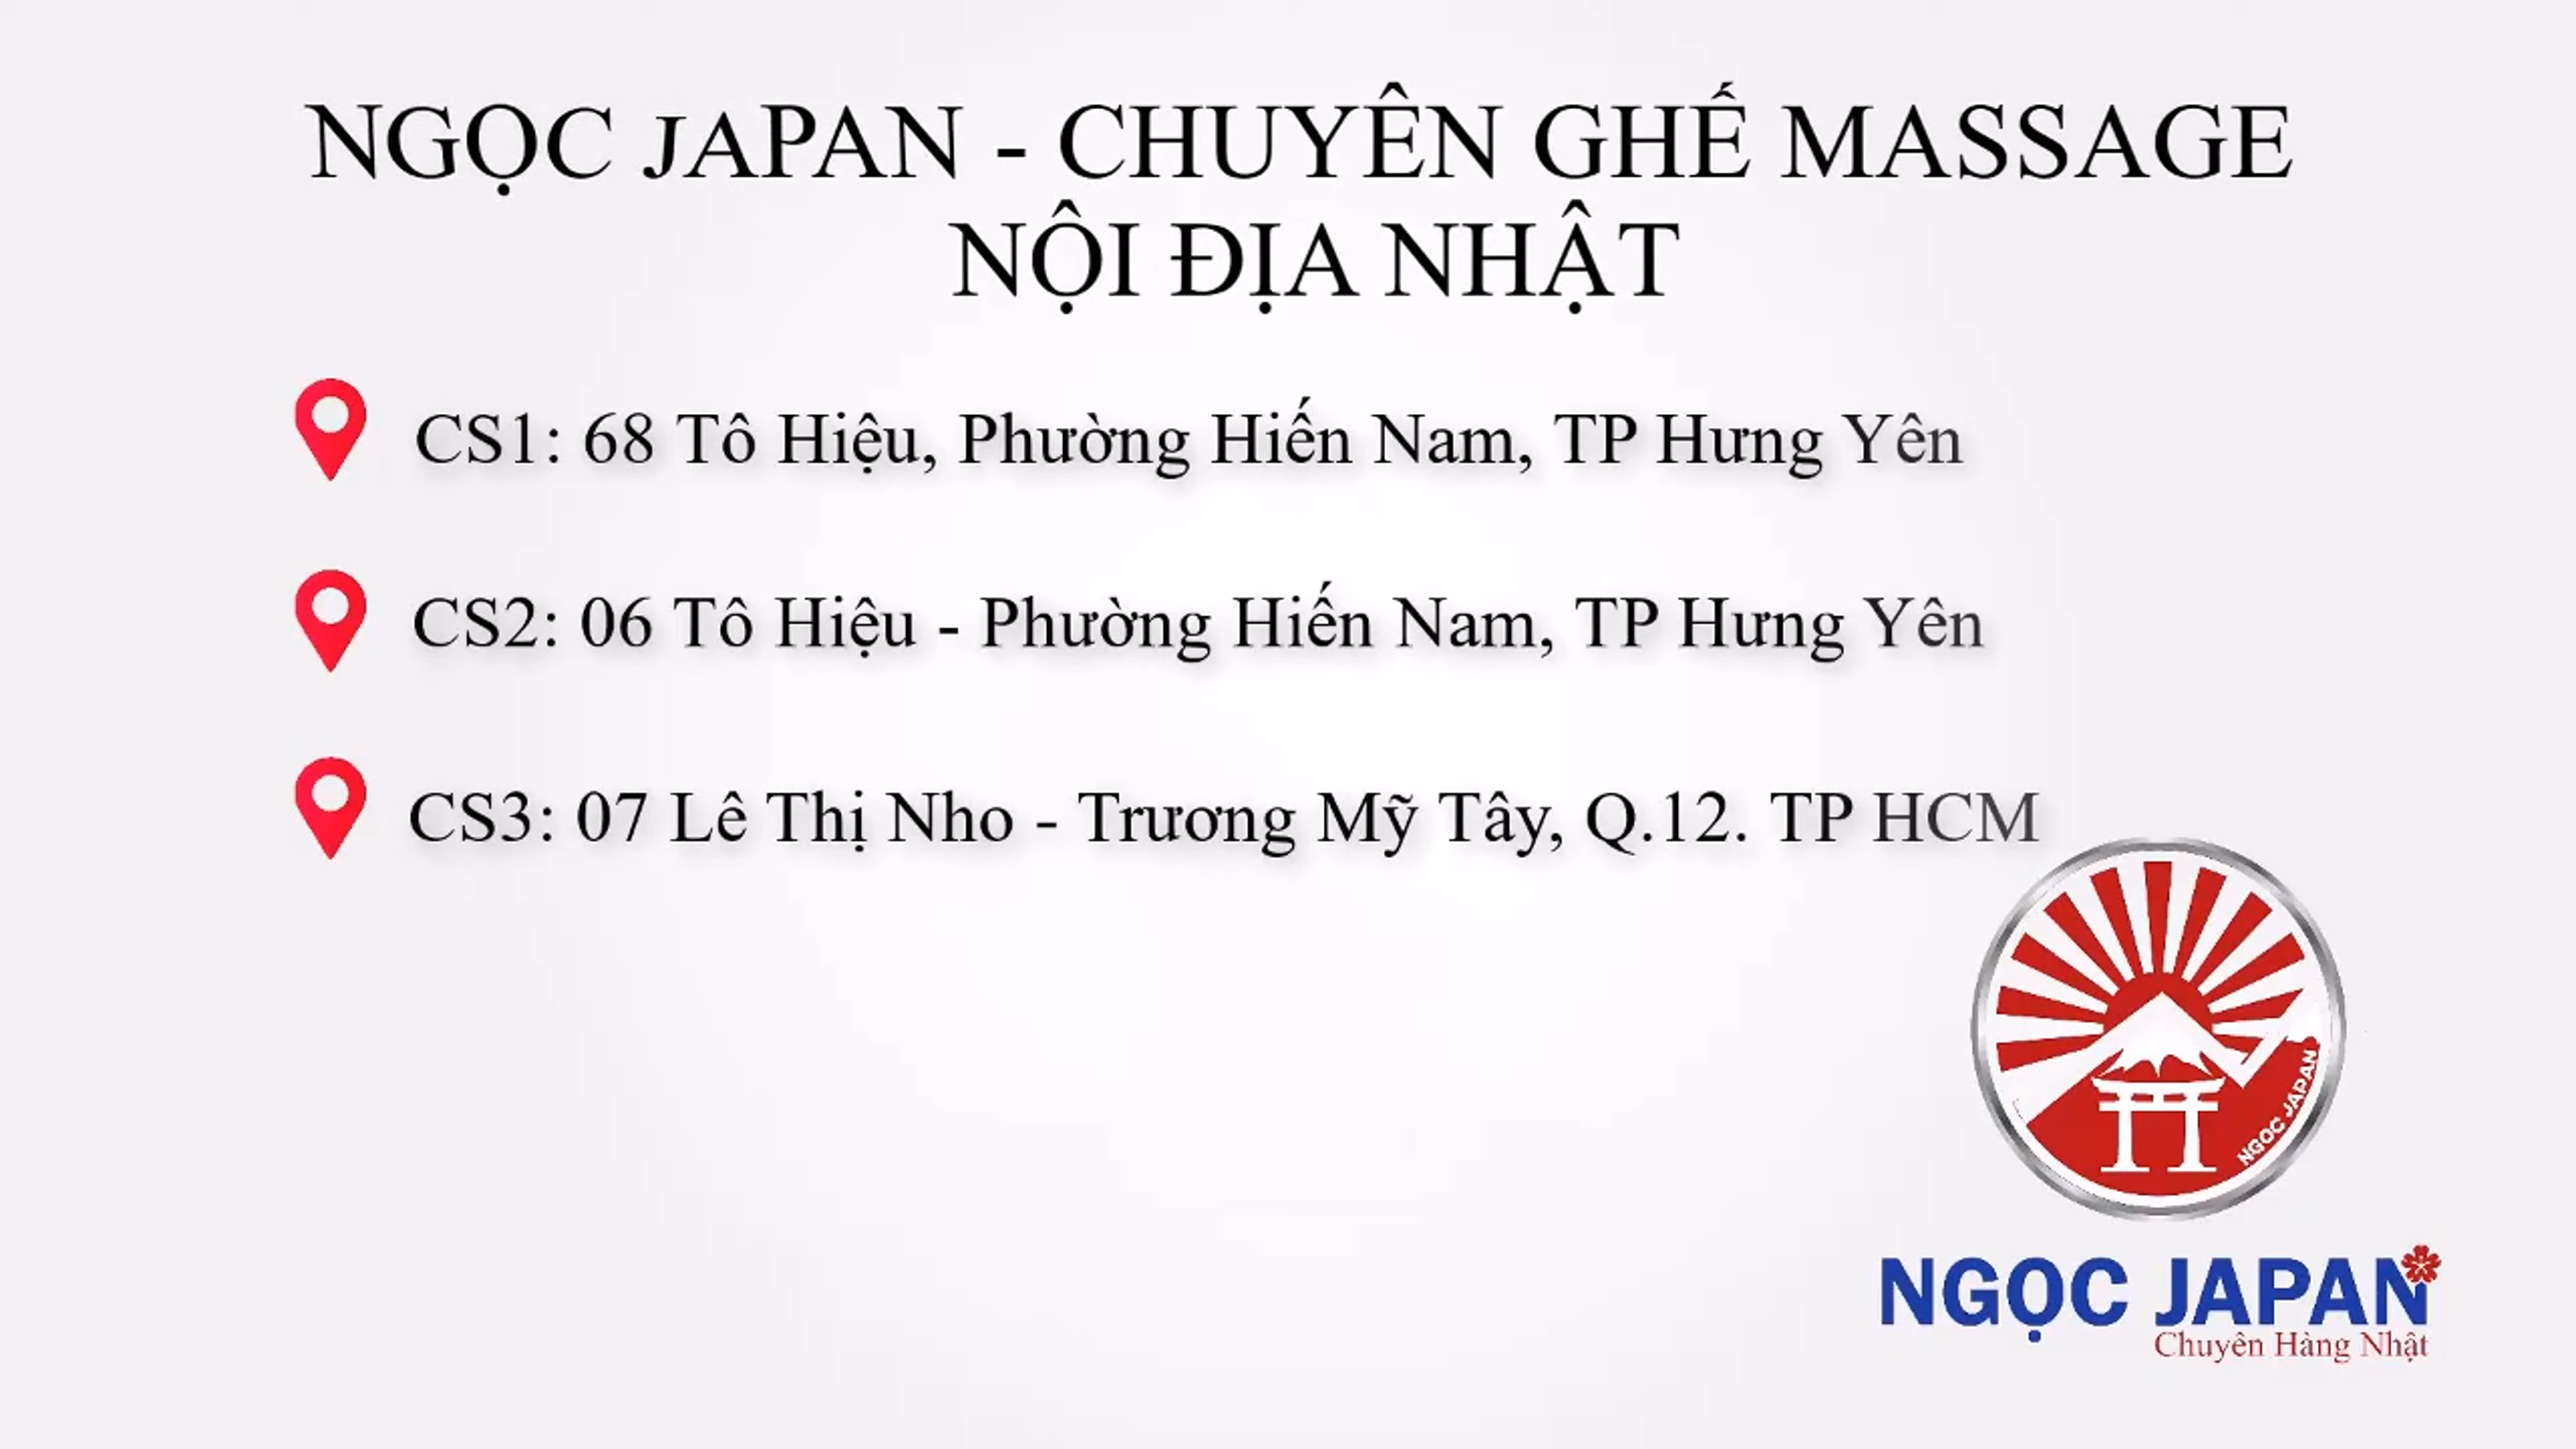 NGỌC JAPAN - CHUYÊN GHẾ MASSAGE
NỘI ĐỊA NHẬT
CS1: 68 Tô Hiệu, Phường Hiến Nam, TP Hưng Yên
CS2: 06 Tô Hiệu - Phường Hiến Nam, TP Hưng Yên
CS3: 07 Lê Thị Nho - Trương Mỹ Tây, Q.12. TP HCM
NGOC JAPAN
NGỌC JAPAN
Chuyên Hàng Nhật